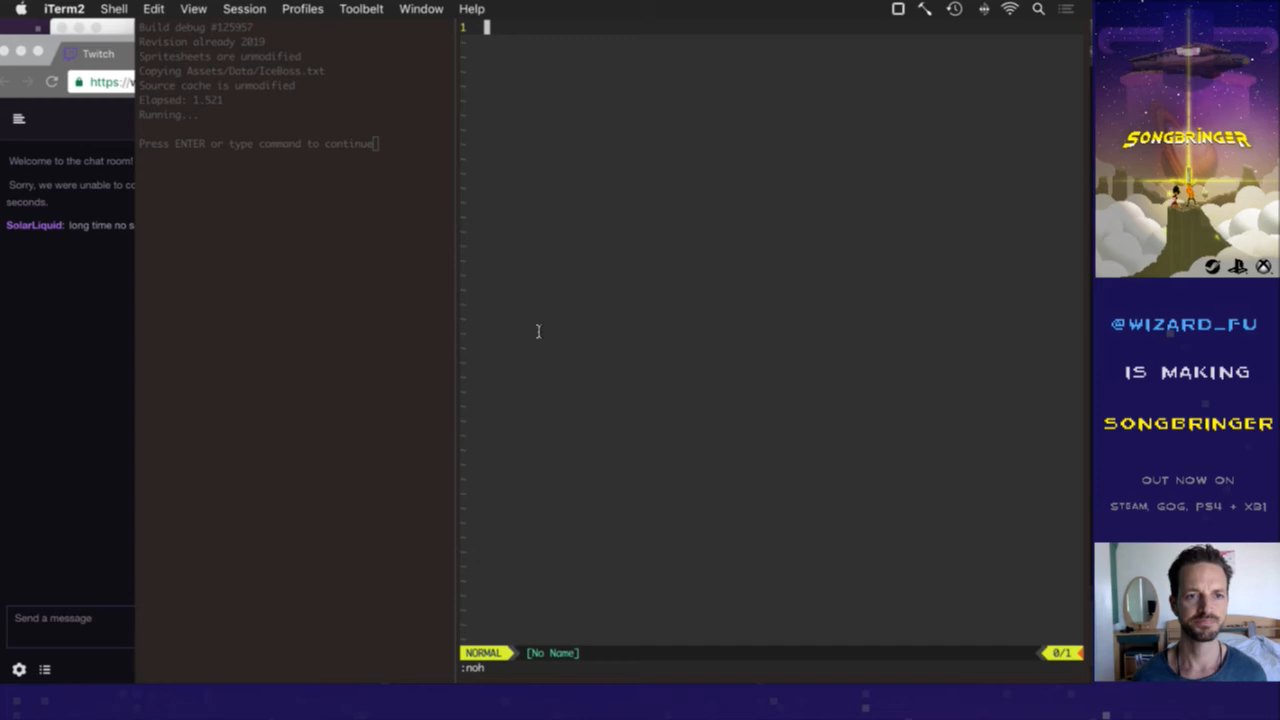 iTerm2 Shell Edit View Session Profiles Toolbelt Window Help
Twitch
https://
Welcome to the chat room!
Sorry, we were unable to
seconds.
SolarLiquid: long time no s
Send a message
Build debug #125957
Revision already 2019
Spritesheets are unmodified
Copying Assets/Data/IceBoss.txt
Source cache is unmodified
Elapsed: 1.521
Running...
Press ENTER or type command to continue
1
~
NORMAL [No Name] 0/1
:noh
SONGBRINGER
@WIZARD_FU
IS MAKING
SONGBRINGER
OUT NOW ON
STEAM, GOG, PS4 + XB1